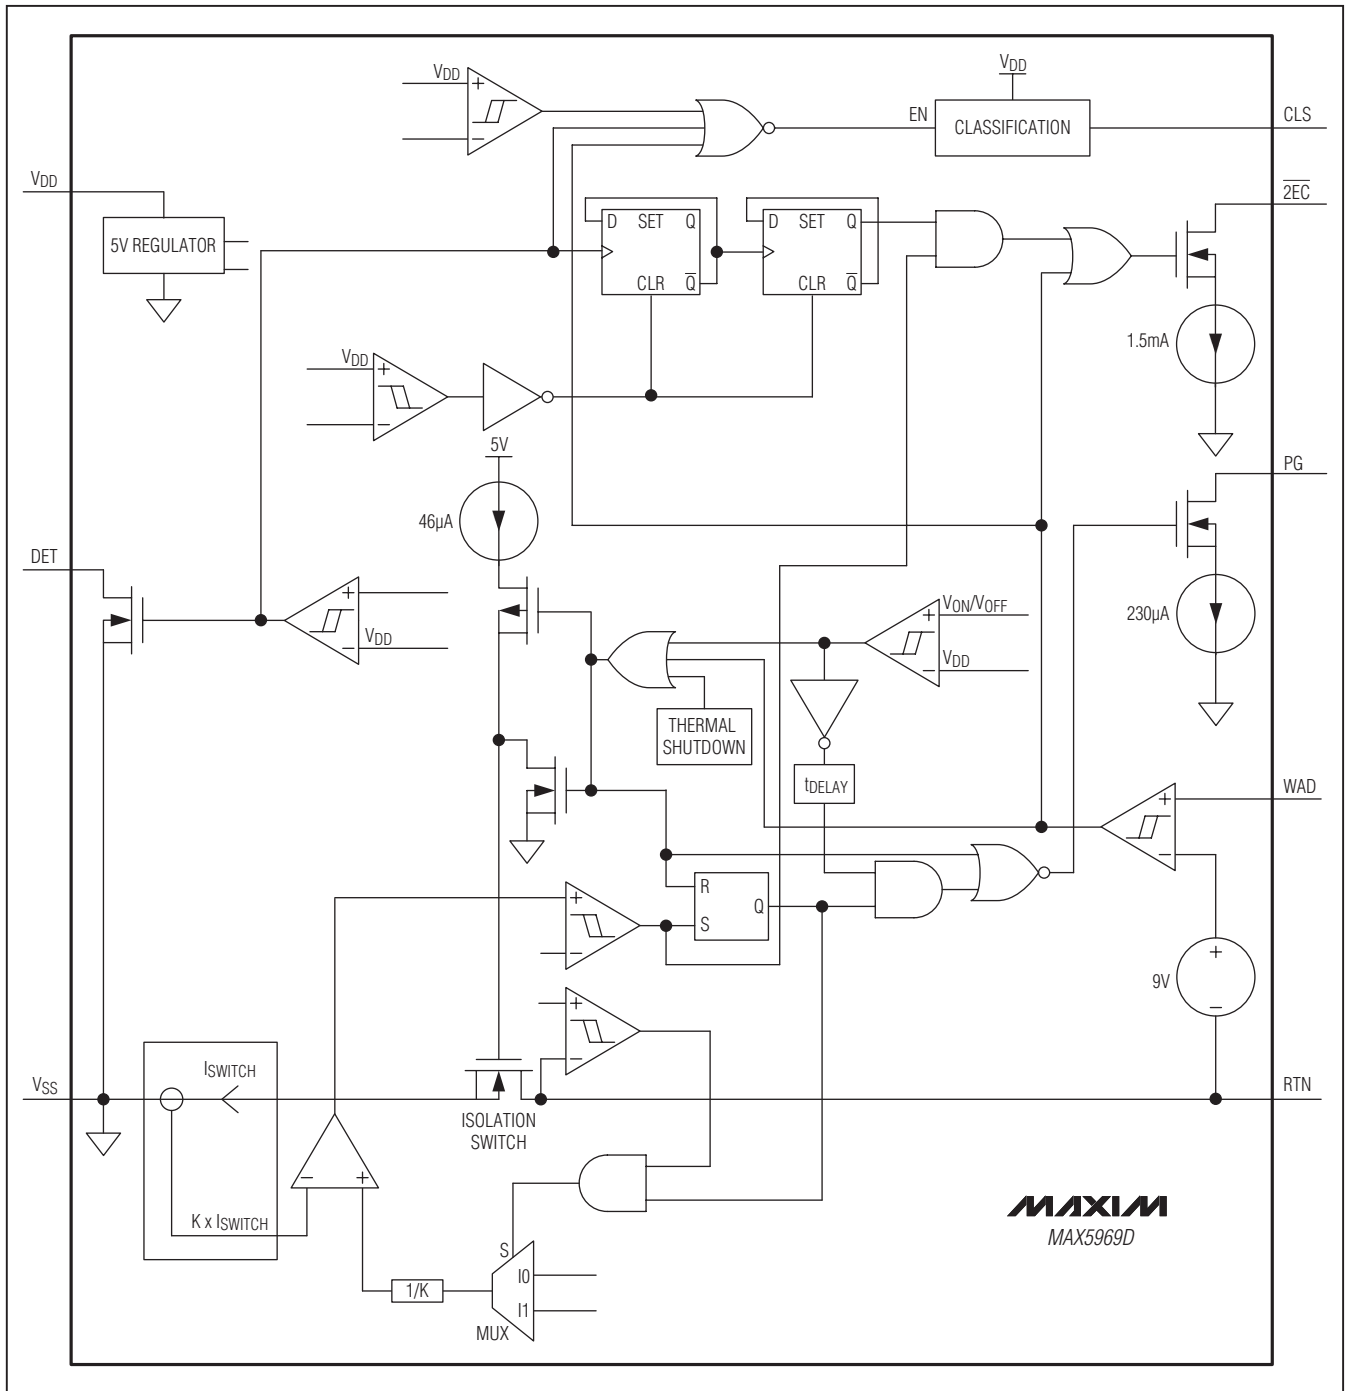 VDD
+
−
VDD
EN
CLASSIFICATION
CLS
VDD
5V REGULATOR
D SET Q
CLR Q̅
D SET Q
CLR Q̅
2̅E̅C̅
1.5mA
VDD
+
−
5V
46µA
PG
230µA
DET
+
VDD
−
VON/VOFF
+
VDD
−
THERMAL
SHUTDOWN
tDELAY
WAD
+
−
R
S
Q
+
−
9V
+
−
+
−
VSS
ISWITCH
ISOLATION
SWITCH
RTN
− +
K x ISWITCH
MAXIM
MAX5969D
S
I0
I1
1/K
MUX